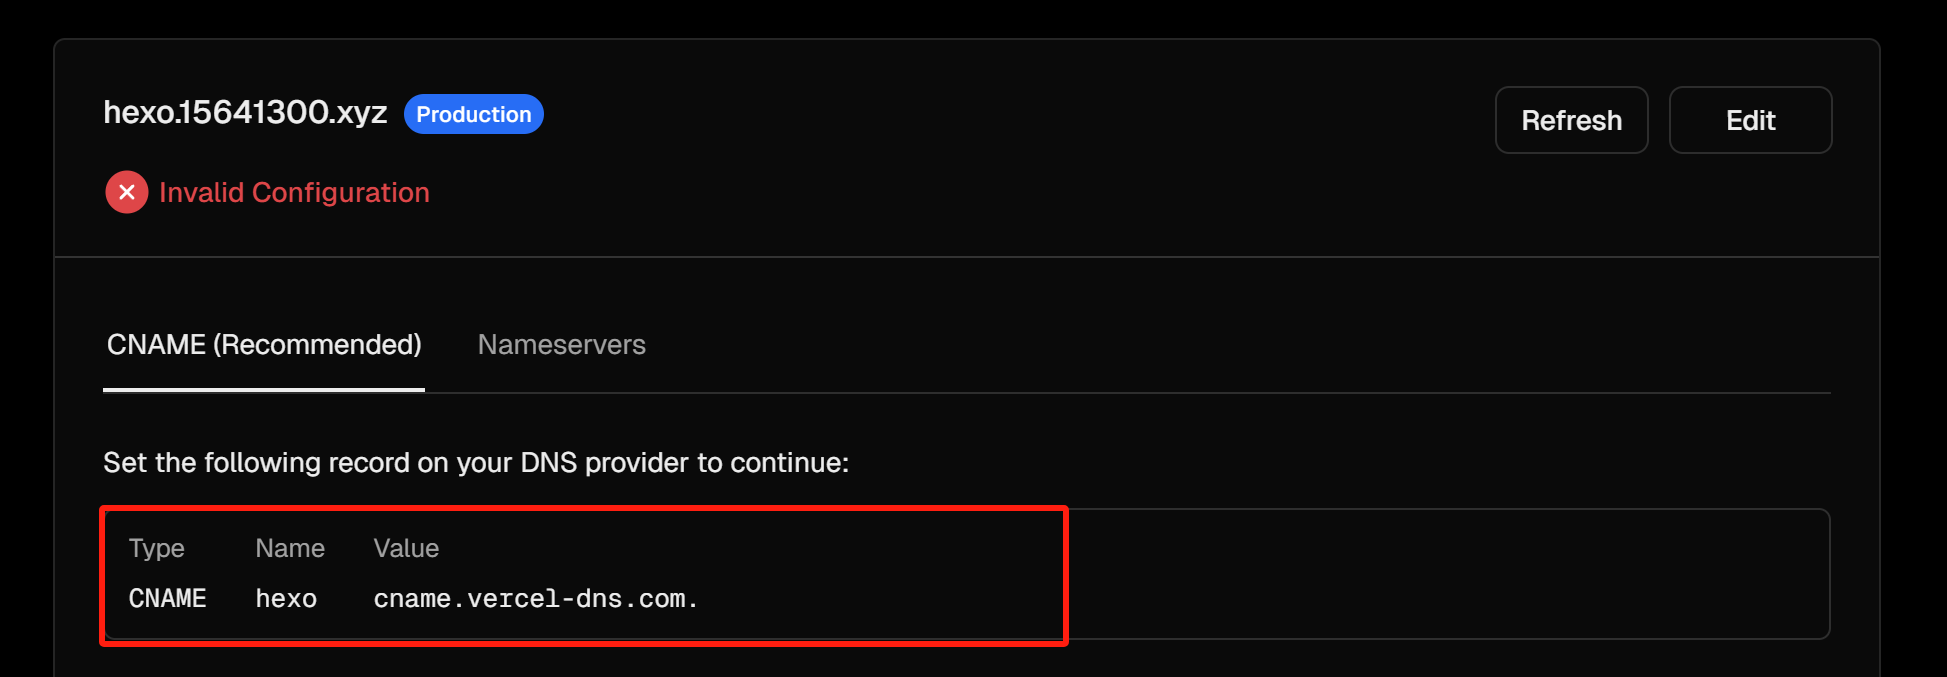 hexo.15641300.xyz Production
Refresh Edit
Invalid Configuration
CNAME (Recommended) Nameservers
Set the following record on your DNS provider to continue:
Type Name Value
CNAME hexo cname.vercel-dns.com.